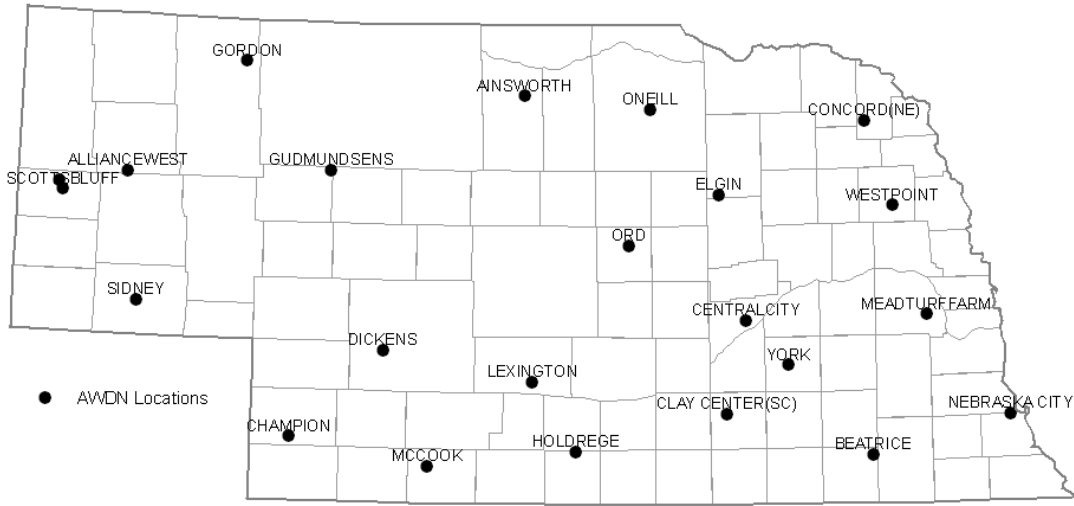 GORDON
AINSWORTH
ONEILL
CONCORD(NE)
ALLIANCEWEST
GUDMUNDSENS
SCOTTSBLUFF
ELGIN
WESTPOINT
ORD
SIDNEY
CENTRALCITY
MEADTURFFARM
DICKENS
YORK
LEXINGTON
AWDN Locations
CLAY CENTER(SC)
NEBRASKA CITY
CHAMPION
HOLDREGE
BEATRICE
MCCOOK